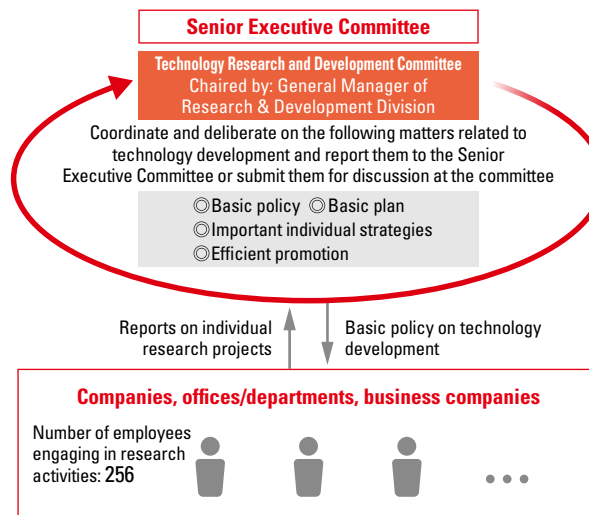 Senior Executive Committee
Technology Research and Development Committee
Chaired by: General Manager of
Research & Development Division
Coordinate and deliberate on the following matters related to
technology development and report them to the Senior
Executive Committee or submit them for discussion at the committee
◎Basic policy ◎Basic plan
◎Important individual strategies
◎Efficient promotion
Reports on individual
research projects
Basic policy on technology
development
Companies, offices/departments, business companies
Number of employees
engaging in research
activities: 256